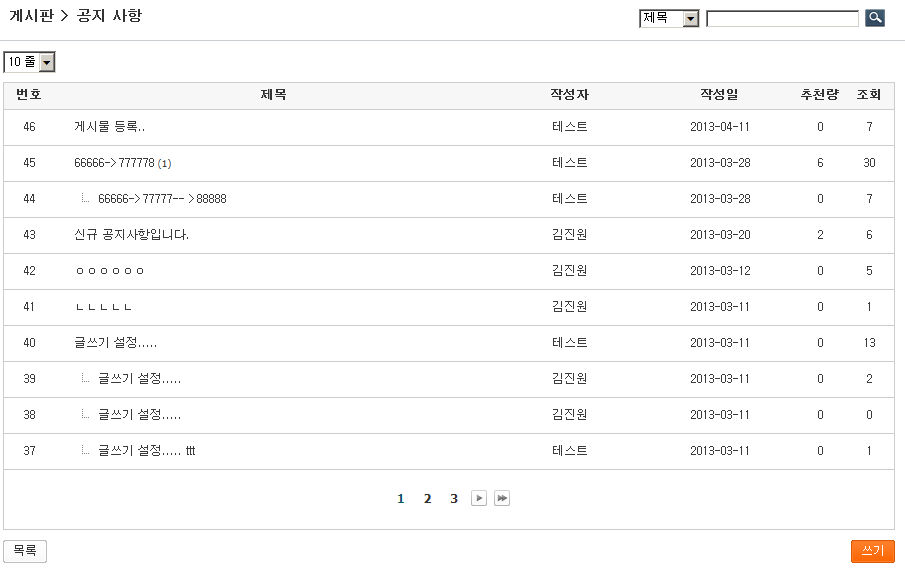 게시판 > 공지 사항 제목
10 줄
번호 제목 작성자 작성일 추천량 조회
46 게시물 등록.. 테스트 2013-04-11 0 7
45 66666->777778 (1) 테스트 2013-03-28 6 30
44 66666->77777-->88888 테스트 2013-03-28 0 7
43 신규 공지사항입니다. 김진원 2013-03-20 2 6
42 ㅇㅇㅇㅇㅇㅇ 김진원 2013-03-12 0 5
41 ㄴㄴㄴㄴㄴ 김진원 2013-03-11 0 1
40 글쓰기 설정..... 테스트 2013-03-11 0 13
39 글쓰기 설정..... 김진원 2013-03-11 0 2
38 글쓰기 설정..... 김진원 2013-03-11 0 0
37 글쓰기 설정..... ttt 테스트 2013-03-11 0 1
1 2 3
목록 쓰기